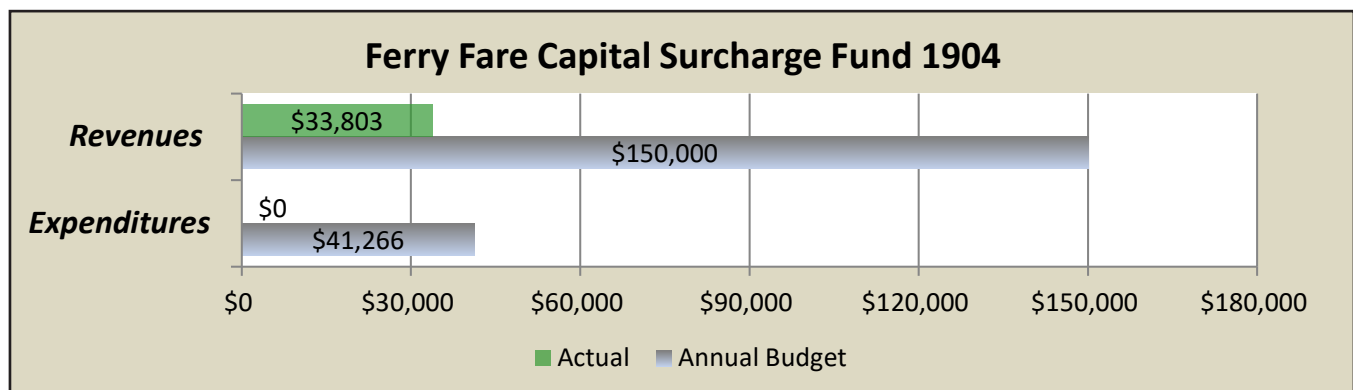 Ferry Fare Capital Surcharge Fund 1904
Revenues
$33,803
$150,000
Expenditures
$0
$41,266
$0 $30,000 $60,000 $90,000 $120,000 $150,000 $180,000
Actual Annual Budget